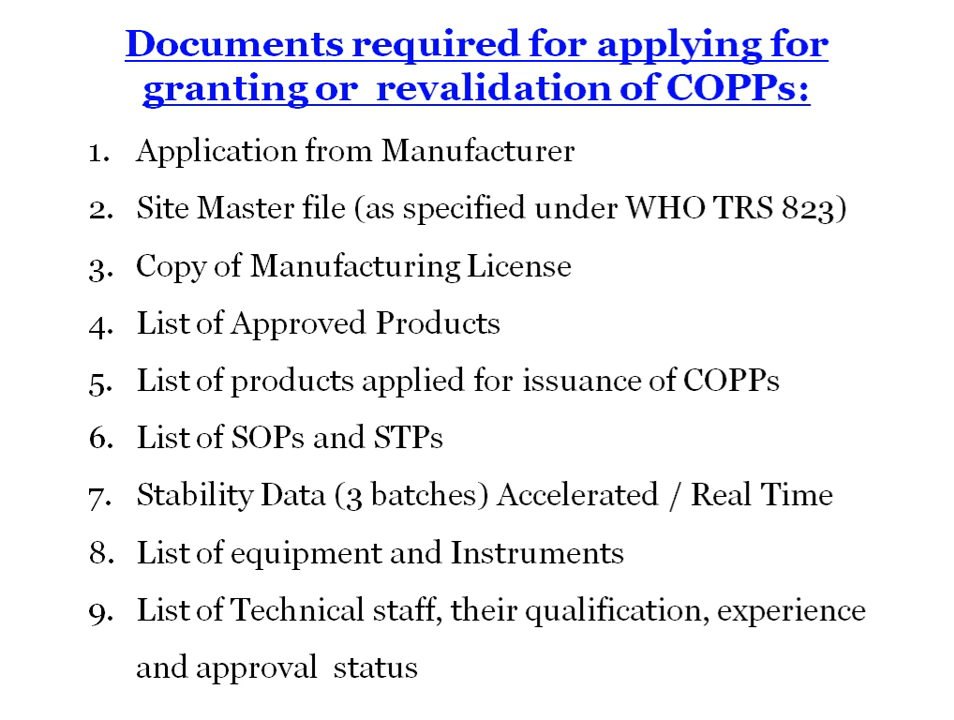 Documents required for applying for
granting or revalidation of COPPs:
1. Application from Manufacturer
2. Site Master file (as specified under WHO TRS 823)
3. Copy of Manufacturing License
4. List of Approved Products
5. List of products applied for issuance of COPPs
6. List of SOPs and STPs
7. Stability Data (3 batches) Accelerated / Real Time
8. List of equipment and Instruments
9. List of Technical staff, their qualification, experience
and approval status